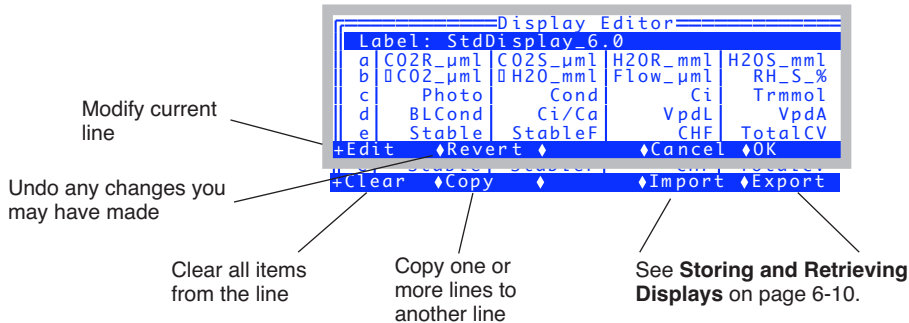 Display Editor
Label: StdDisplay_6.0
a CO2R_µml CO2S_µml H2OR_mml H2OS_mml
b ▯CO2_µml ▯H2O_mml Flow_µml RH_S_%
c Photo Cond Ci Trmmol
d BLCond Ci/Ca VpdL VpdA
e Stable StableF CHF TotalCV
+Edit ♦Revert ♦ ♦Cancel ♦OK
+Clear ♦Copy ♦ ♦Import ♦Export
Modify current
line
Undo any changes you
may have made
Clear all items
from the line
Copy one or
more lines to
another line
See Storing and Retrieving
Displays on page 6-10.